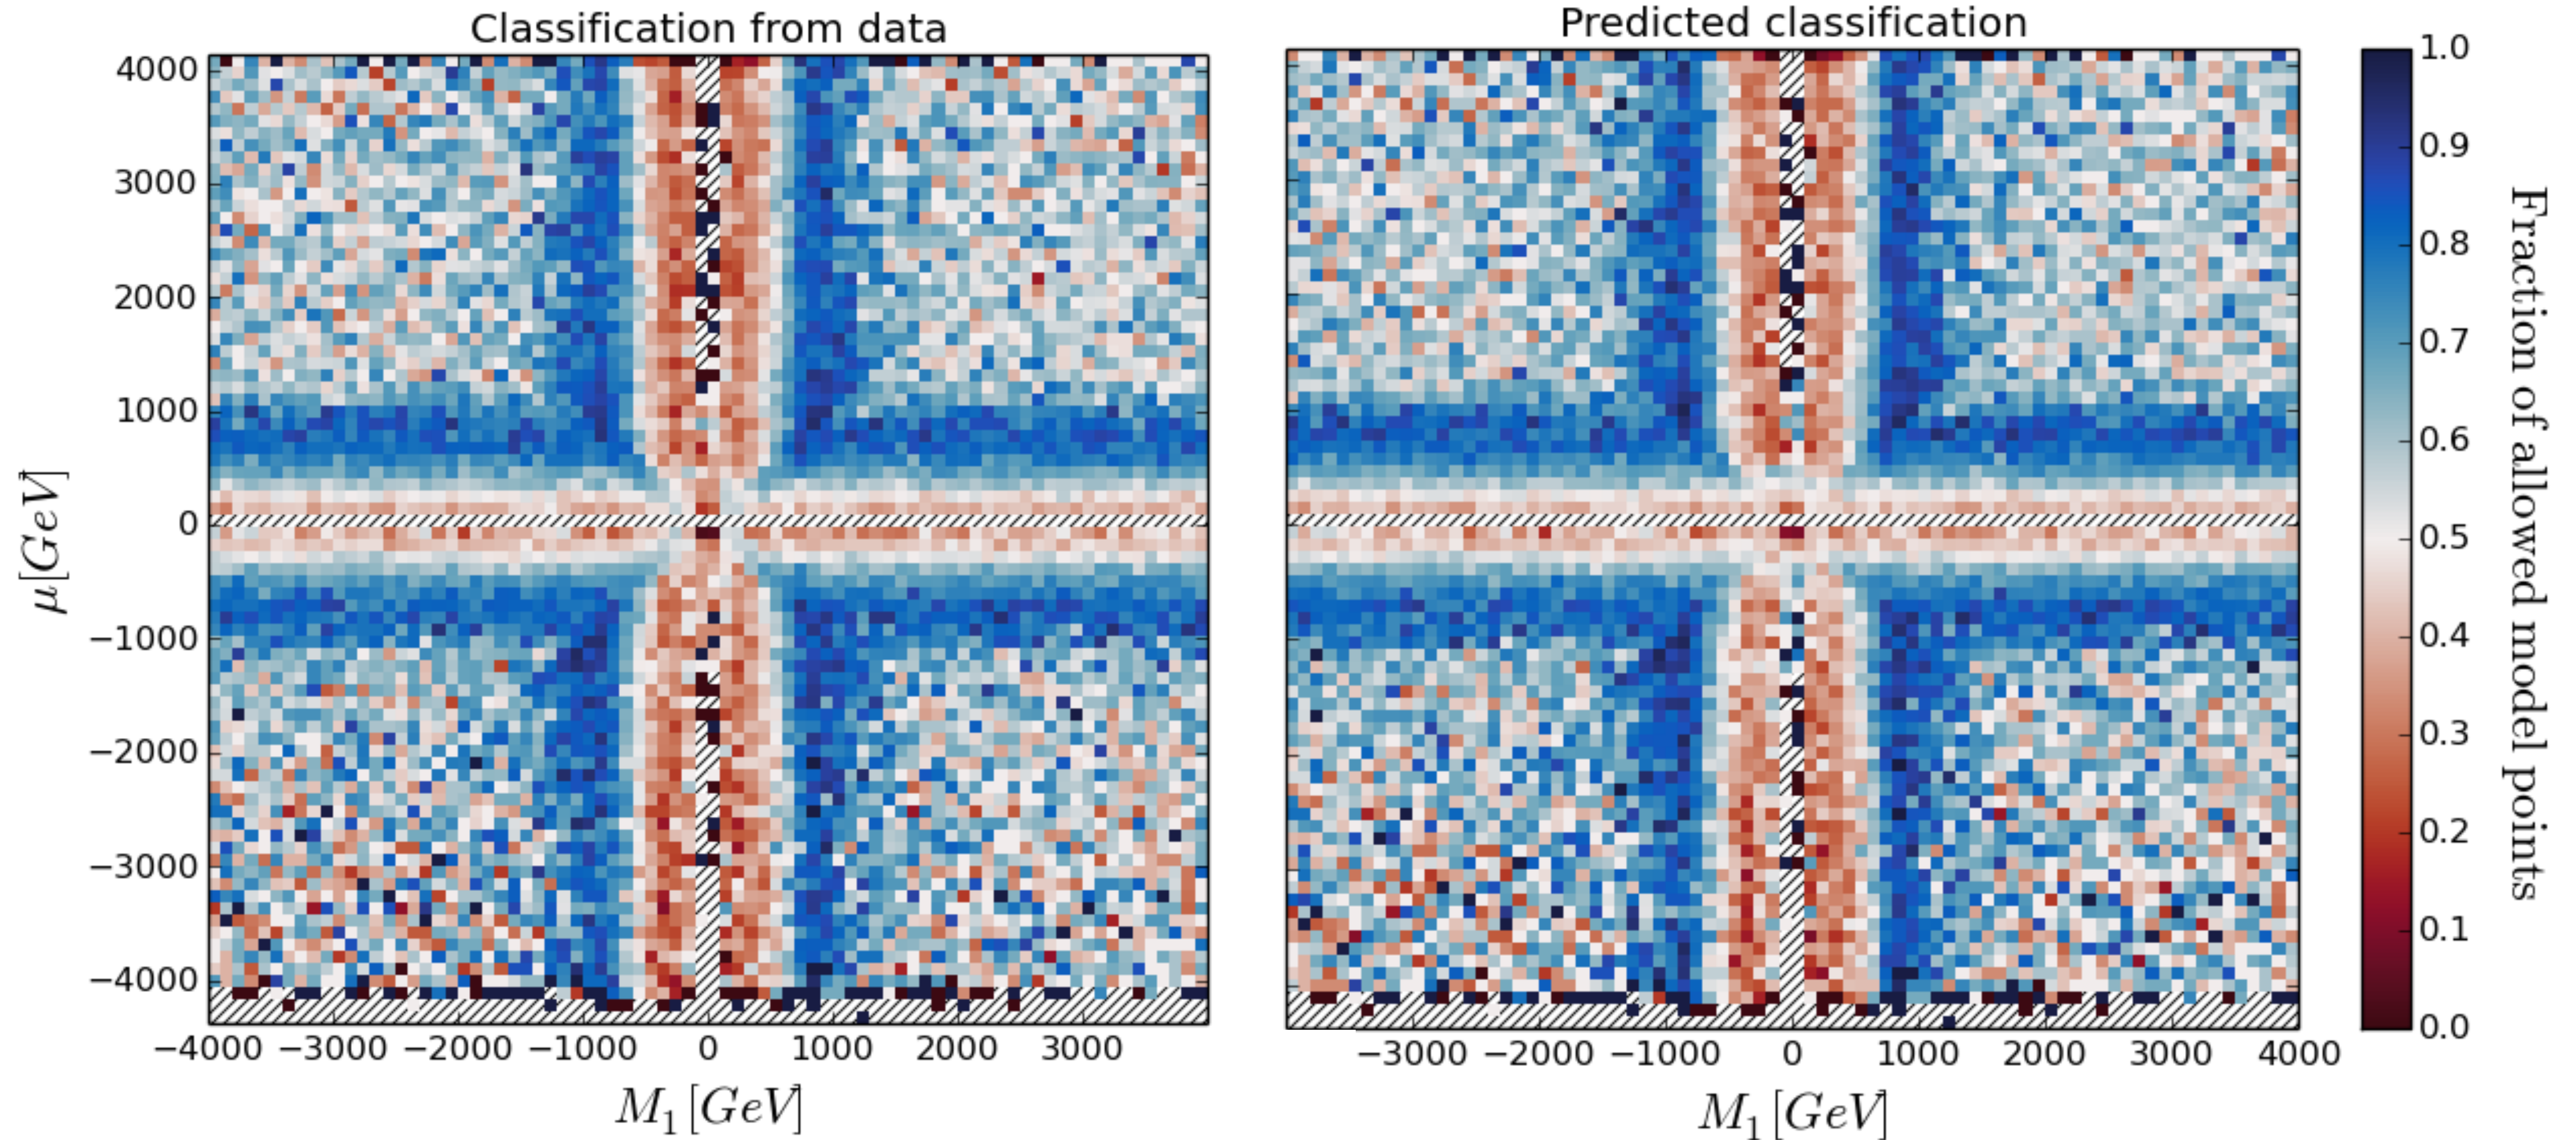 Classification from data
Predicted classification
4000
3000
2000
1000
0
−1000
−2000
−3000
−4000
μ[GeV]
−4000 −3000 −2000 −1000 0 1000 2000 3000
M₁ [GeV]
−3000 −2000 −1000 0 1000 2000 3000 4000
M₁ [GeV]
1.0
0.9
0.8
0.7
0.6
0.5
0.4
0.3
0.2
0.1
0.0
Fraction of allowed model points